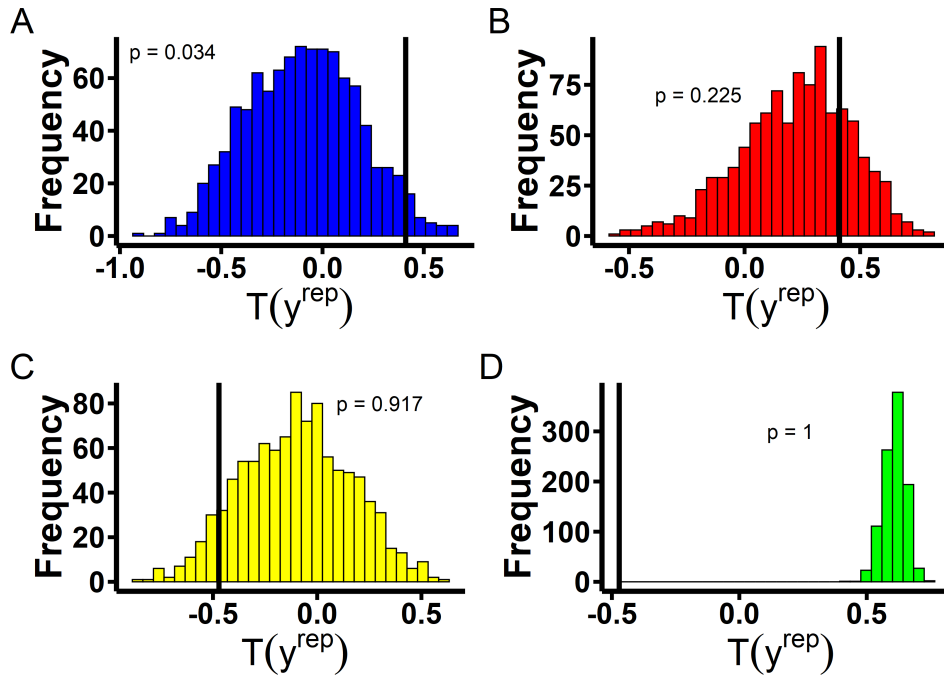 A
p = 0.034
Frequency
60
40
20
0
-1.0 -0.5 0.0 0.5
T(y^rep)
B
p = 0.225
Frequency
75
50
25
0
-0.5 0.0 0.5
T(y^rep)
C
p = 0.917
Frequency
80
60
40
20
0
-0.5 0.0 0.5
T(y^rep)
D
p = 1
Frequency
300
200
100
0
-0.5 0.0 0.5
T(y^rep)